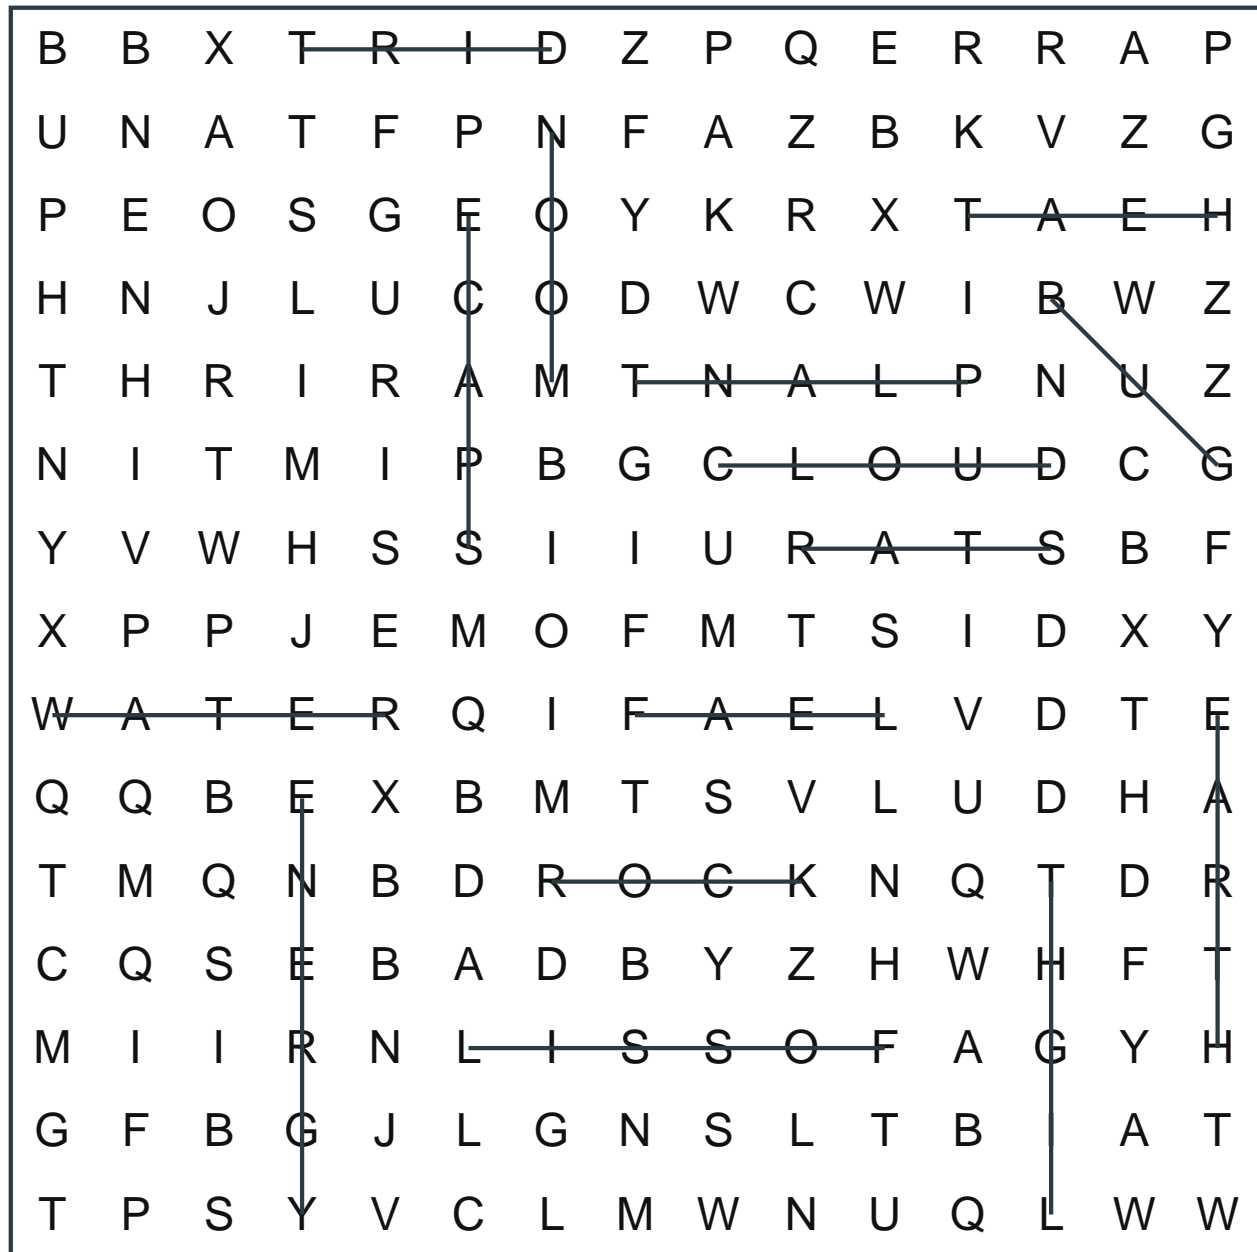 B B X T R I D Z P Q E R R A P
U N A T F P N F A Z B K V Z G
P E O S G E O Y K R X T A E H
H N J L U C O D W C W I B W Z
T H R I R A M T N A L P N U Z
N I T M I P B G C L O U D C G
Y V W H S S I I U R A T S B F
X P P J E M O F M T S I D X Y
W A T E R Q I F A E L V D T E
Q Q B E X B M T S V L U D H A
T M Q N B D R O C K N Q T D R
C Q S E B A D B Y Z H W H F T
M I I R N L I S S O F A G Y H
G F B G J L G N S L T B I A T
T P S Y V C L M W N U Q L W W